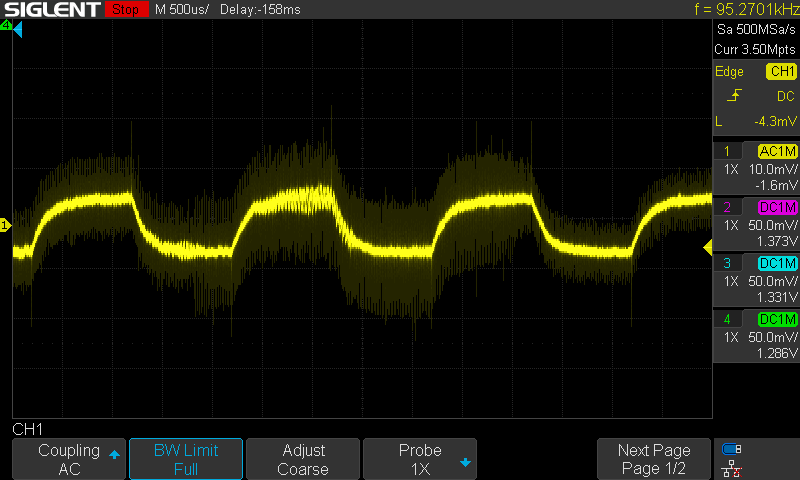 SIGLENT Stop M 500us/ Delay:-158ms f = 95.2701kHz
Sa 500MSa/s
Curr 3.50Mpts
Edge CH1
DC
L -4.3mV
1 AC1M
1X 10.0mV/
-1.6mV
2 DC1M
1X 50.0mV/
1.373V
3 DC1M
1X 50.0mV/
1.331V
4 DC1M
1X 50.0mV/
1.286V
4
1
CH1
Coupling
AC
BW Limit
Full
Adjust
Coarse
Probe
1X
Next Page
Page 1/2